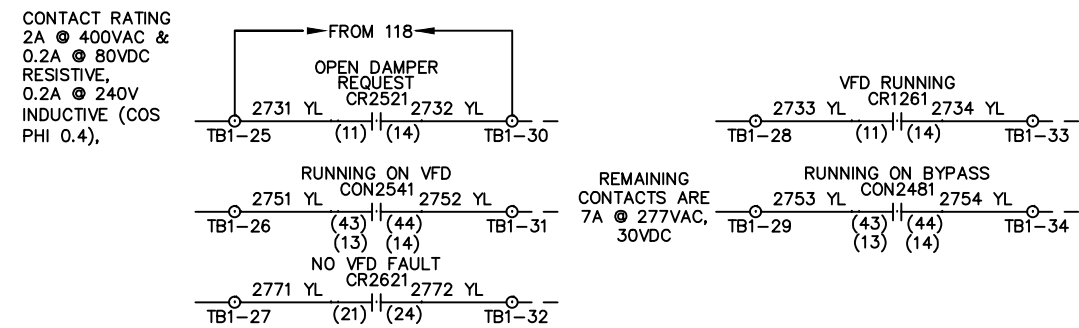 CONTACT RATING
2A @ 400VAC &
0.2A @ 80VDC
RESISTIVE,
0.2A @ 240V
INDUCTIVE (COS
PHI 0.4),
FROM 118
OPEN DAMPER
REQUEST
CR2521
2731 YL
2732 YL
TB1-25
(11) (14)
TB1-30
VFD RUNNING
CR1261
2733 YL
2734 YL
TB1-28
(11) (14)
TB1-33
RUNNING ON VFD
CON2541
2751 YL
2752 YL
TB1-26
(43) (44)
(13) (14)
TB1-31
REMAINING
CONTACTS ARE
7A @ 277VAC,
30VDC
RUNNING ON BYPASS
CON2481
2753 YL
2754 YL
TB1-29
(43) (44)
(13) (14)
TB1-34
NO VFD FAULT
CR2621
2771 YL
2772 YL
TB1-27
(21) (24)
TB1-32